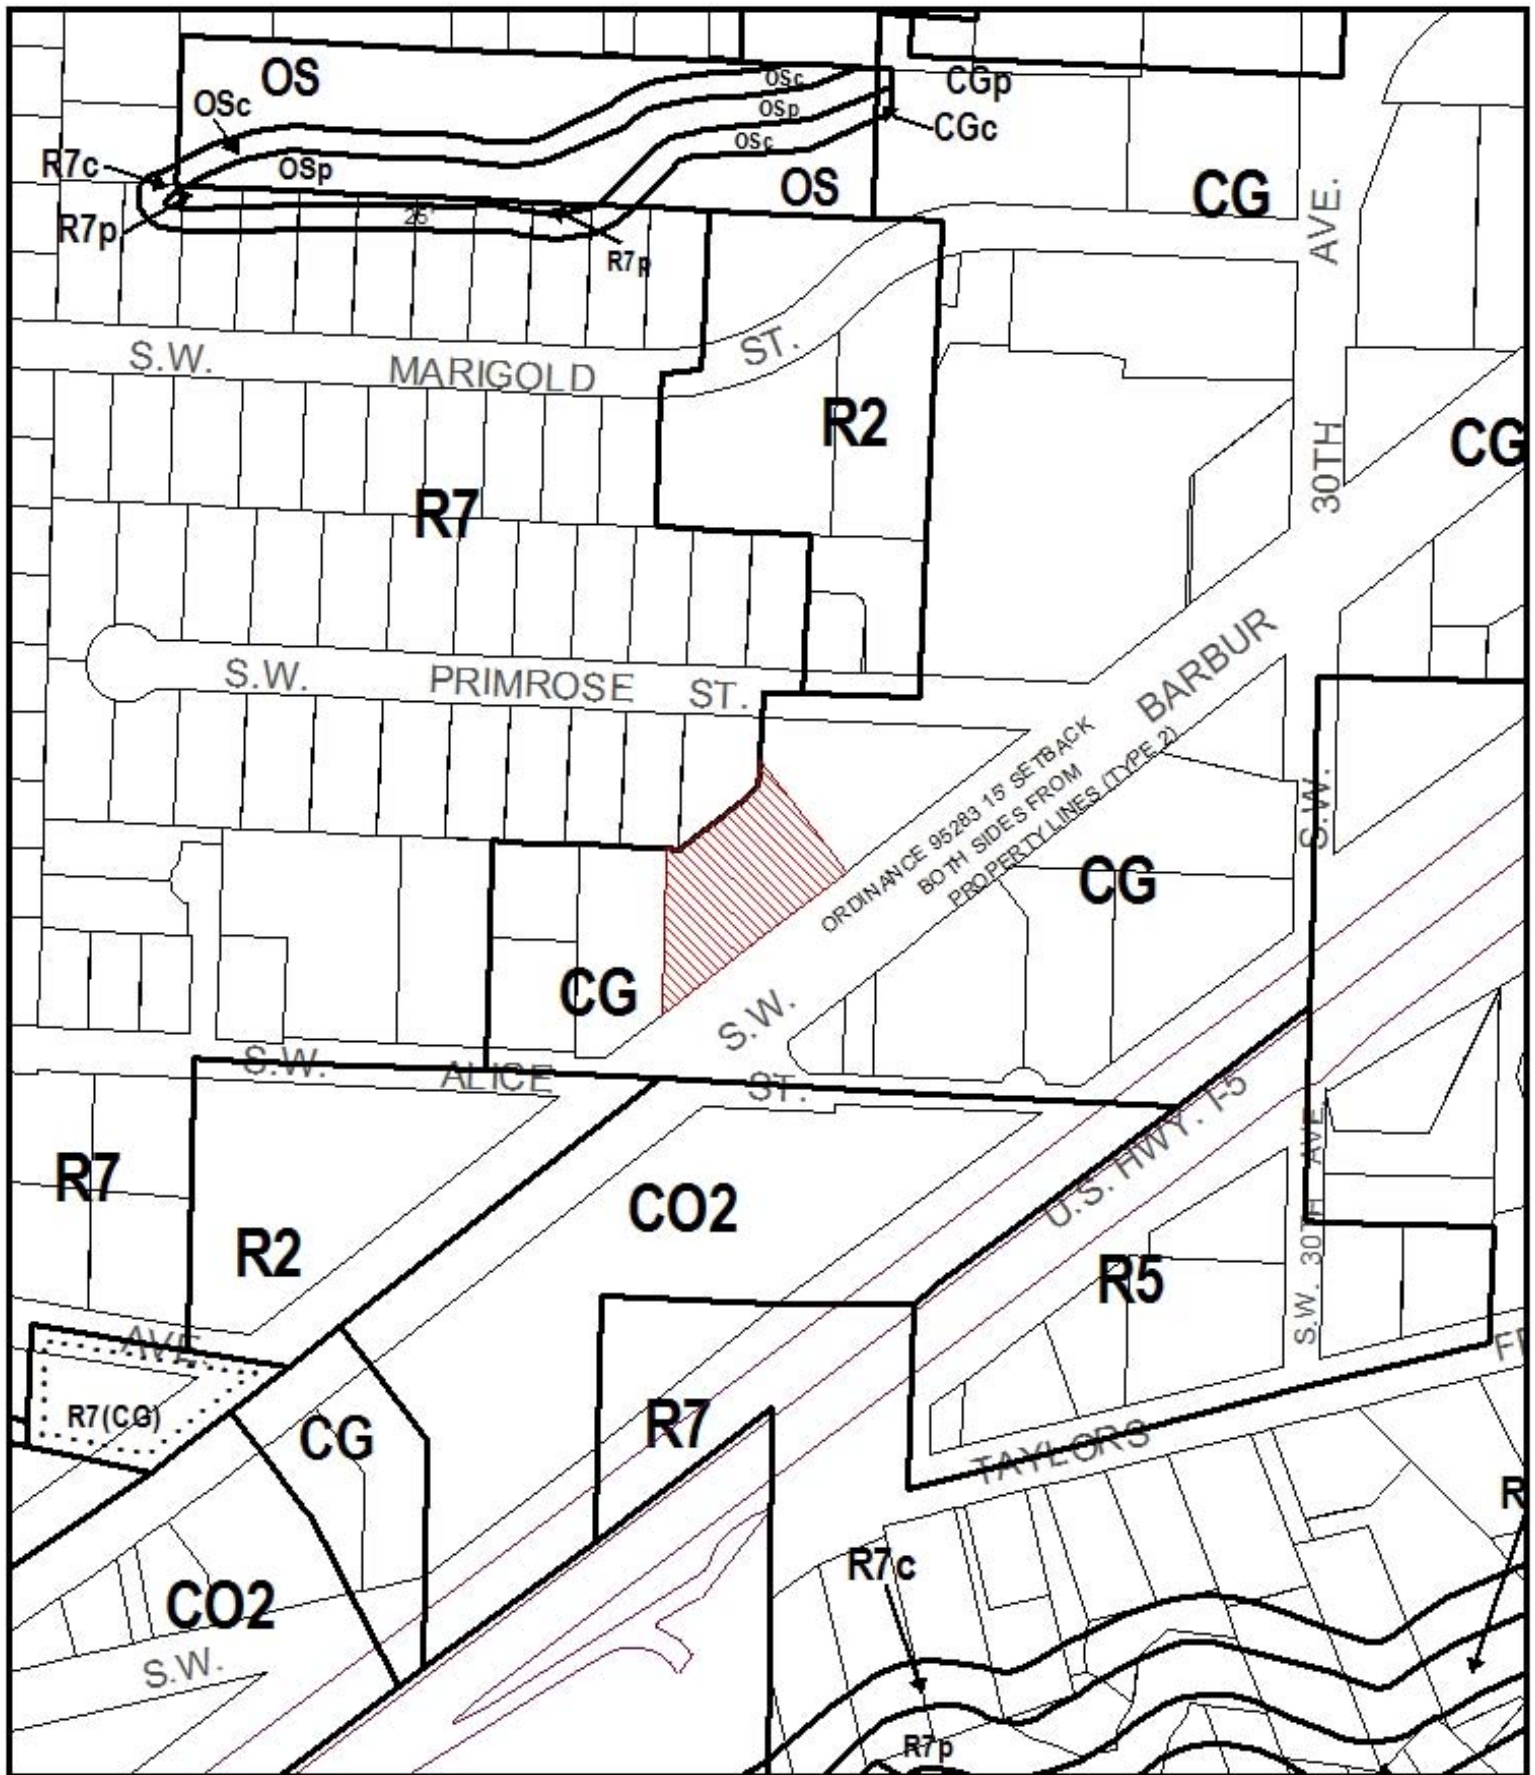 OS
OSc
CGp
OSc
OSp
CGc
OSc
R7c
OSp
OS
CG
AVE.
R7p
25'
R7p
S.W. MARIGOLD ST.
R2
CG
30TH
R7
S.W. PRIMROSE ST.
BARBUR
ORDINANCE 95283 15' SETBACK
BOTH SIDES FROM
PROPERTY LINES (TYPE 2)
S.W.
CG
CG
S.W.
S.W. ALICE ST.
U.S. HWY. I-5
R7
CO2
R2
R5
S.W. 30TH AVE.
AVE.
R7(CG)
CG
R7
TAYLORS
R7c
CO2
S.W.
R7p